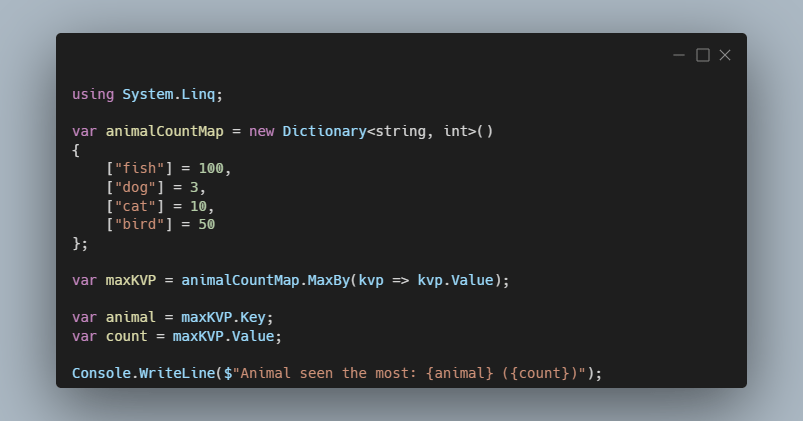 using System.Linq;
var animalCountMap = new Dictionary<string, int>()
{
    ["fish"] = 100,
    ["dog"] = 3,
    ["cat"] = 10,
    ["bird"] = 50
};
var maxKVP = animalCountMap.MaxBy(kvp => kvp.Value);
var animal = maxKVP.Key;
var count = maxKVP.Value;
Console.WriteLine($"Animal seen the most: {animal} ({count})");